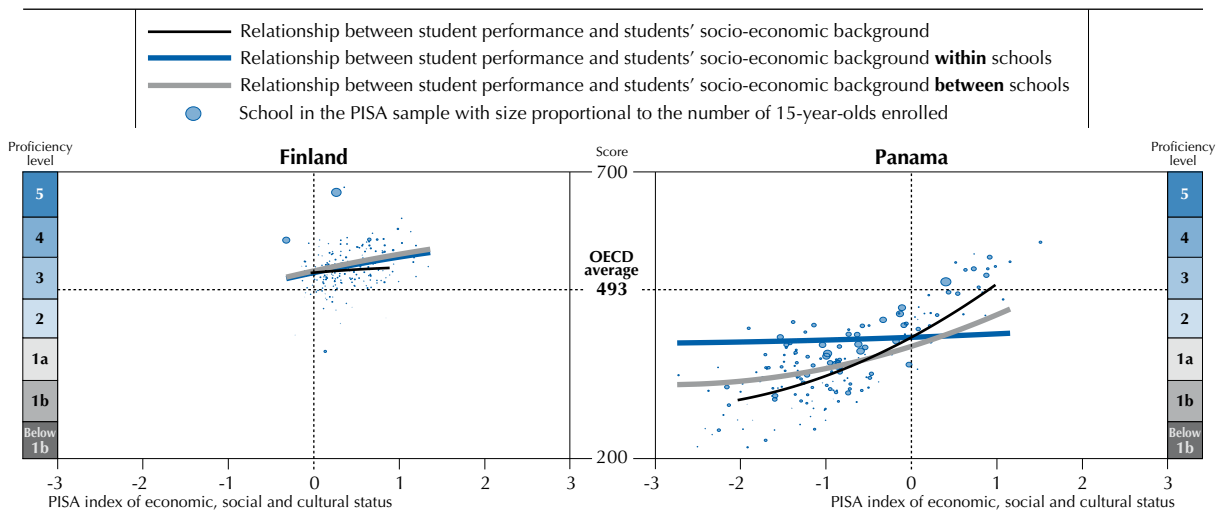 Relationship between student performance and students' socio-economic background
Relationship between student performance and students' socio-economic background within schools
Relationship between student performance and students' socio-economic background between schools
School in the PISA sample with size proportional to the number of 15-year-olds enrolled
Proficiency level
Finland
Score
Panama
Proficiency level
700
5
4
3
2
1a
1b
Below 1b
OECD average
493
200
5
4
3
2
1a
1b
Below 1b
-3 -2 -1 0 1 2 3
-3 -2 -1 0 1 2 3
PISA index of economic, social and cultural status
PISA index of economic, social and cultural status